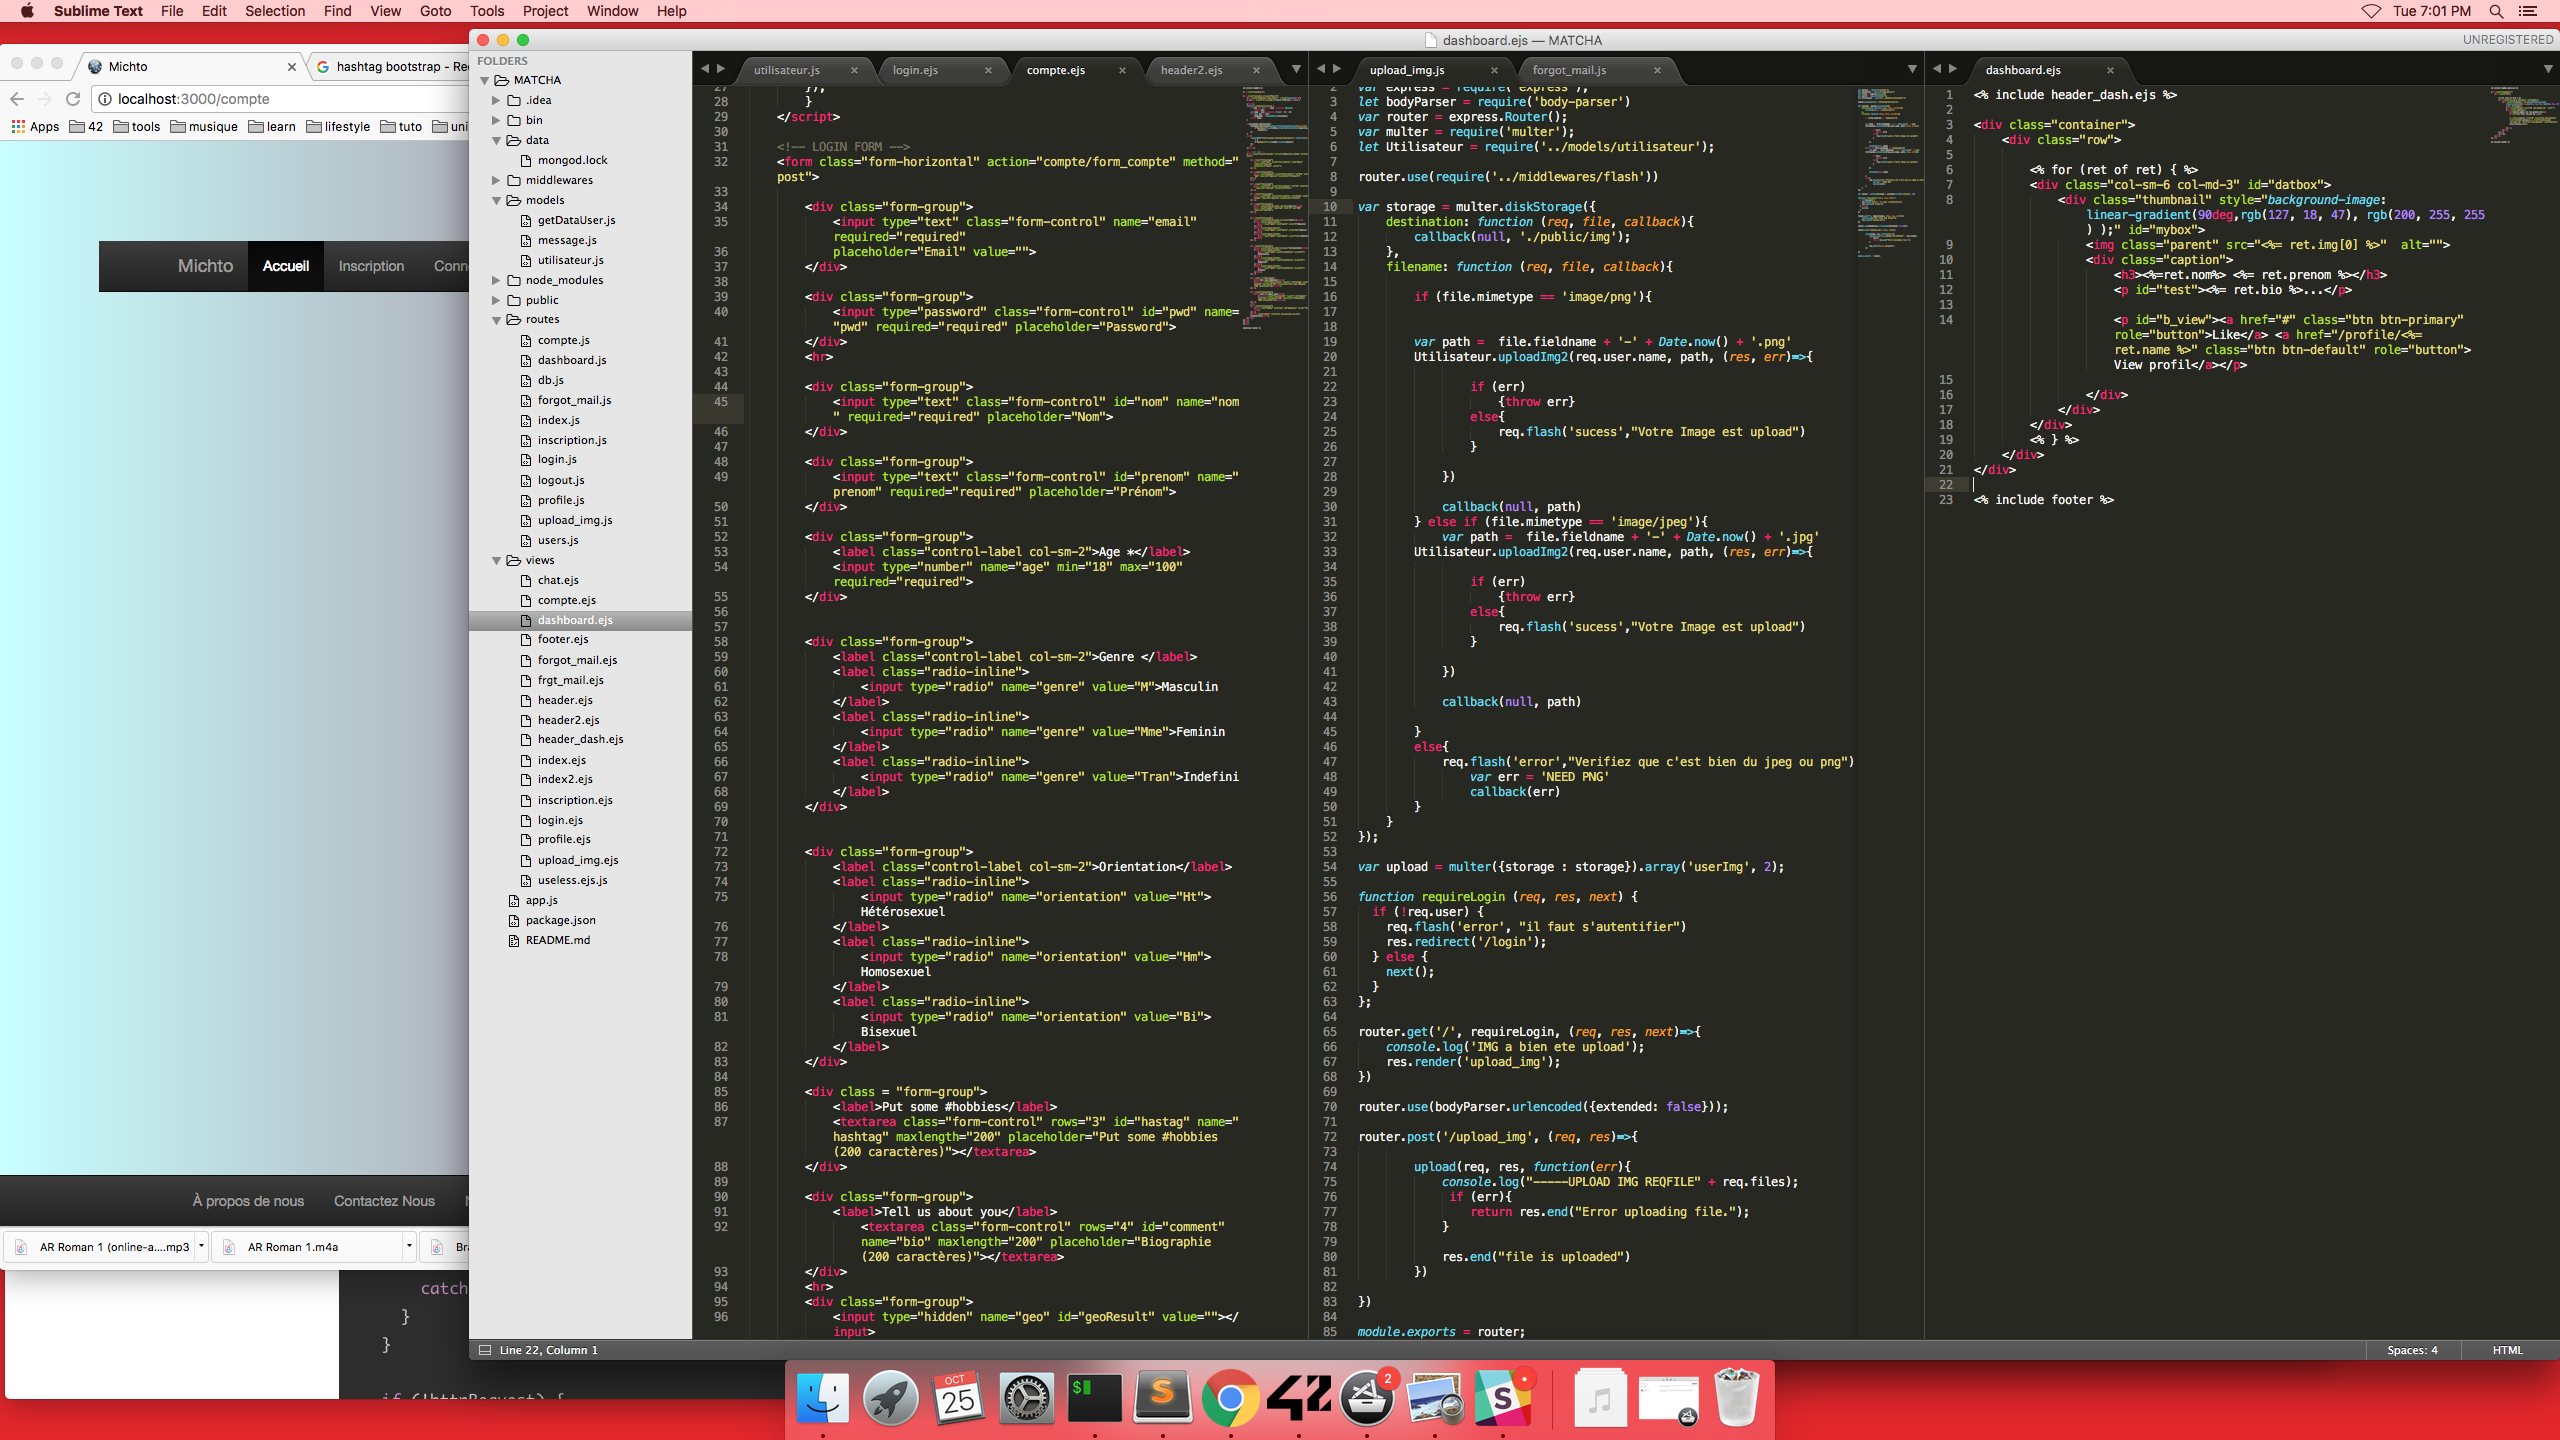 Sublime Text File Edit Selection Find View Goto Tools Project Window Help
Tue 7:01 PM
Michto
hashtag bootstrap - Re
localhost:3000/compte
Apps 42 tools musique learn lifestyle tuto uni
Michto Accueil Inscription Conn
À propos de nous Contactez Nous
AR Roman 1 (online-a....mp3
AR Roman 1.m4a
Br
catch
}
}
dashboard.ejs — MATCHA
UNREGISTERED
FOLDERS
MATCHA
.idea
bin
data
mongod.lock
middlewares
models
getDataUser.js
message.js
utilisateur.js
node_modules
public
routes
compte.js
dashboard.js
db.js
forgot_mail.js
index.js
inscription.js
login.js
logout.js
profile.js
upload_img.js
users.js
views
chat.ejs
compte.ejs
dashboard.ejs
footer.ejs
forgot_mail.ejs
frgt_mail.ejs
header.ejs
header2.ejs
header_dash.ejs
index.ejs
index2.ejs
inscription.ejs
login.ejs
profile.ejs
upload_img.ejs
useless.ejs.js
app.js
package.json
README.md
utilisateur.js login.ejs compte.ejs header2.ejs
27 });
28 }
29 </script>
30
31 <!-- LOGIN FORM -->
32 <form class="form-horizontal" action="compte/form_compte" method="
post">
33
34 <div class="form-group">
35 <input type="text" class="form-control" name="email"
required="required"
36 placeholder="Email" value="">
37 </div>
38
39 <div class="form-group">
40 <input type="password" class="form-control" id="pwd" name=
"pwd" required="required" placeholder="Password">
41 </div>
42 <hr>
43
44 <div class="form-group">
45 <input type="text" class="form-control" id="nom" name="nom
" required="required" placeholder="Nom">
46 </div>
47
48 <div class="form-group">
49 <input type="text" class="form-control" id="prenom" name="
prenom" required="required" placeholder="Prénom">
50 </div>
51
52 <div class="form-group">
53 <label class="control-label col-sm-2">Age *</label>
54 <input type="number" name="age" min="18" max="100"
required="required">
55 </div>
56
57
58 <div class="form-group">
59 <label class="control-label col-sm-2">Genre </label>
60 <label class="radio-inline">
61 <input type="radio" name="genre" value="M">Masculin
62 </label>
63 <label class="radio-inline">
64 <input type="radio" name="genre" value="Mme">Feminin
65 </label>
66 <label class="radio-inline">
67 <input type="radio" name="genre" value="Tran">Indefini
68 </label>
69 </div>
70
71
72 <div class="form-group">
73 <label class="control-label col-sm-2">Orientation</label>
74 <label class="radio-inline">
75 <input type="radio" name="orientation" value="Ht">
Hétérosexuel
76 </label>
77 <label class="radio-inline">
78 <input type="radio" name="orientation" value="Hm">
Homosexuel
79 </label>
80 <label class="radio-inline">
81 <input type="radio" name="orientation" value="Bi">
Bisexuel
82 </label>
83 </div>
84
85 <div class = "form-group">
86 <label>Put some #hobbies</label>
87 <textarea class="form-control" rows="3" id="hastag" name="
hashtag" maxlength="200" placeholder="Put some #hobbies
(200 caractères)"></textarea>
88 </div>
89
90 <div class="form-group">
91 <label>Tell us about you</label>
92 <textarea class="form-control" rows="4" id="comment"
name="bio" maxlength="200" placeholder="Biographie
(200 caractères)"></textarea>
93 </div>
94 <hr>
95 <div class="form-group">
96 <input type="hidden" name="geo" id="geoResult" value=""></
input>
upload_img.js forgot_mail.js
2 var express = require('express');
3 let bodyParser = require('body-parser')
4 var router = express.Router();
5 var multer = require('multer');
6 let Utilisateur = require('../models/utilisateur');
7
8 router.use(require('../middlewares/flash'))
9
10 var storage = multer.diskStorage({
11 destination: function (req, file, callback){
12 callback(null, './public/img');
13 },
14 filename: function (req, file, callback){
15
16 if (file.mimetype == 'image/png'){
17
18
19 var path = file.fieldname + '-' + Date.now() + '.png'
20 Utilisateur.uploadImg2(req.user.name, path, (res, err)=>{
21
22 if (err)
23 {throw err}
24 else{
25 req.flash('sucess',"Votre Image est upload")
26 }
27
28 })
29
30 callback(null, path)
31 } else if (file.mimetype == 'image/jpeg'){
32 var path = file.fieldname + '-' + Date.now() + '.jpg'
33 Utilisateur.uploadImg2(req.user.name, path, (res, err)=>{
34
35 if (err)
36 {throw err}
37 else{
38 req.flash('sucess',"Votre Image est upload")
39 }
40
41 })
42
43 callback(null, path)
44
45 }
46 else{
47 req.flash('error',"Verifiez que c'est bien du jpeg ou png")
48 var err = 'NEED PNG'
49 callback(err)
50 }
51 }
52 });
53
54 var upload = multer({storage : storage}).array('userImg', 2);
55
56 function requireLogin (req, res, next) {
57 if (!req.user) {
58 req.flash('error', "il faut s'autentifier")
59 res.redirect('/login');
60 } else {
61 next();
62 }
63 };
64
65 router.get('/', requireLogin, (req, res, next)=>{
66 console.log('IMG a bien ete upload');
67 res.render('upload_img');
68 })
69
70 router.use(bodyParser.urlencoded({extended: false}));
71
72 router.post('/upload_img', (req, res)=>{
73
74 upload(req, res, function(err){
75 console.log("-----UPLOAD IMG REQFILE" + req.files);
76 if (err){
77 return res.end("Error uploading file.");
78 }
79
80 res.end("file is uploaded")
81 })
82
83 })
84
85 module.exports = router;
dashboard.ejs
1 <% include header_dash.ejs %>
2
3 <div class="container">
4 <div class="row">
5
6 <% for (ret of ret) { %>
7 <div class="col-sm-6 col-md-3" id="datbox">
8 <div class="thumbnail" style="background-image:
linear-gradient(90deg,rgb(127, 18, 47), rgb(200, 255, 255
) );" id="mybox">
9 <img class="parent" src="<%= ret.img[0] %>" alt="">
10 <div class="caption">
11 <h3><%=ret.nom%> <%= ret.prenom %></h3>
12 <p id="test"><%= ret.bio %>...</p>
13
14 <p id="b_view"><a href="#" class="btn btn-primary"
role="button">Like</a> <a href="/profile/<%=
ret.name %>" class="btn btn-default" role="button">
View profil</a></p>
15
16 </div>
17 </div>
18 </div>
19 <% } %>
20 </div>
21 </div>
22
23 <% include footer %>
Line 22, Column 1
Spaces: 4
HTML
OCT
25
$
S
42
2
S